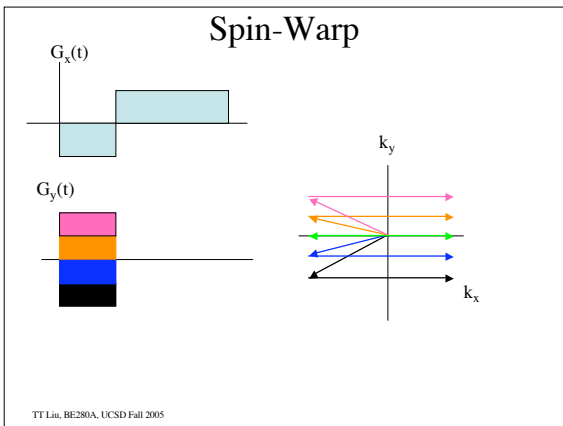 Spin-Warp
Gx(t)
ky
Gy(t)
kx
TT Liu, BE280A, UCSD Fall 2005